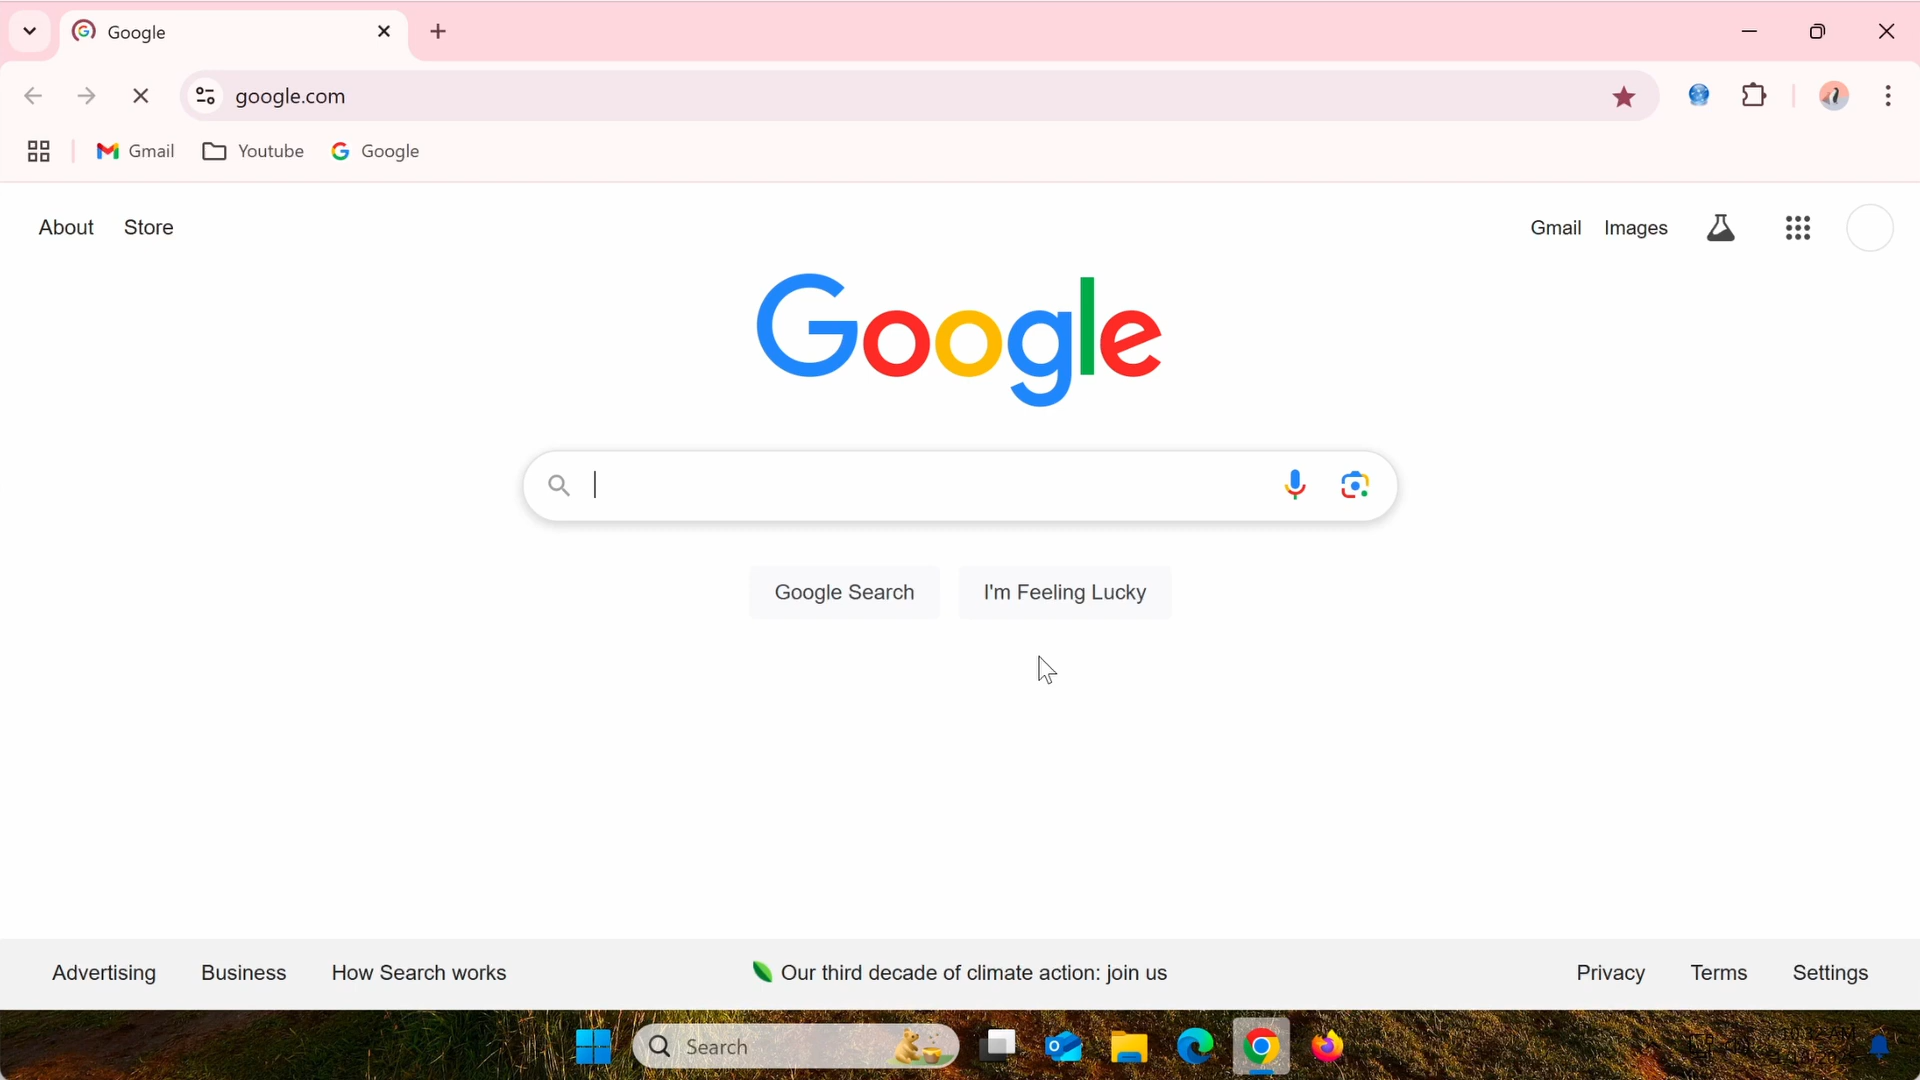 Google
google.com
Gmail Youtube Google
About Store Gmail Images
Google
Google Search I'm Feeling Lucky
Advertising Business How Search works Our third decade of climate action: join us Privacy Terms Settings
Search